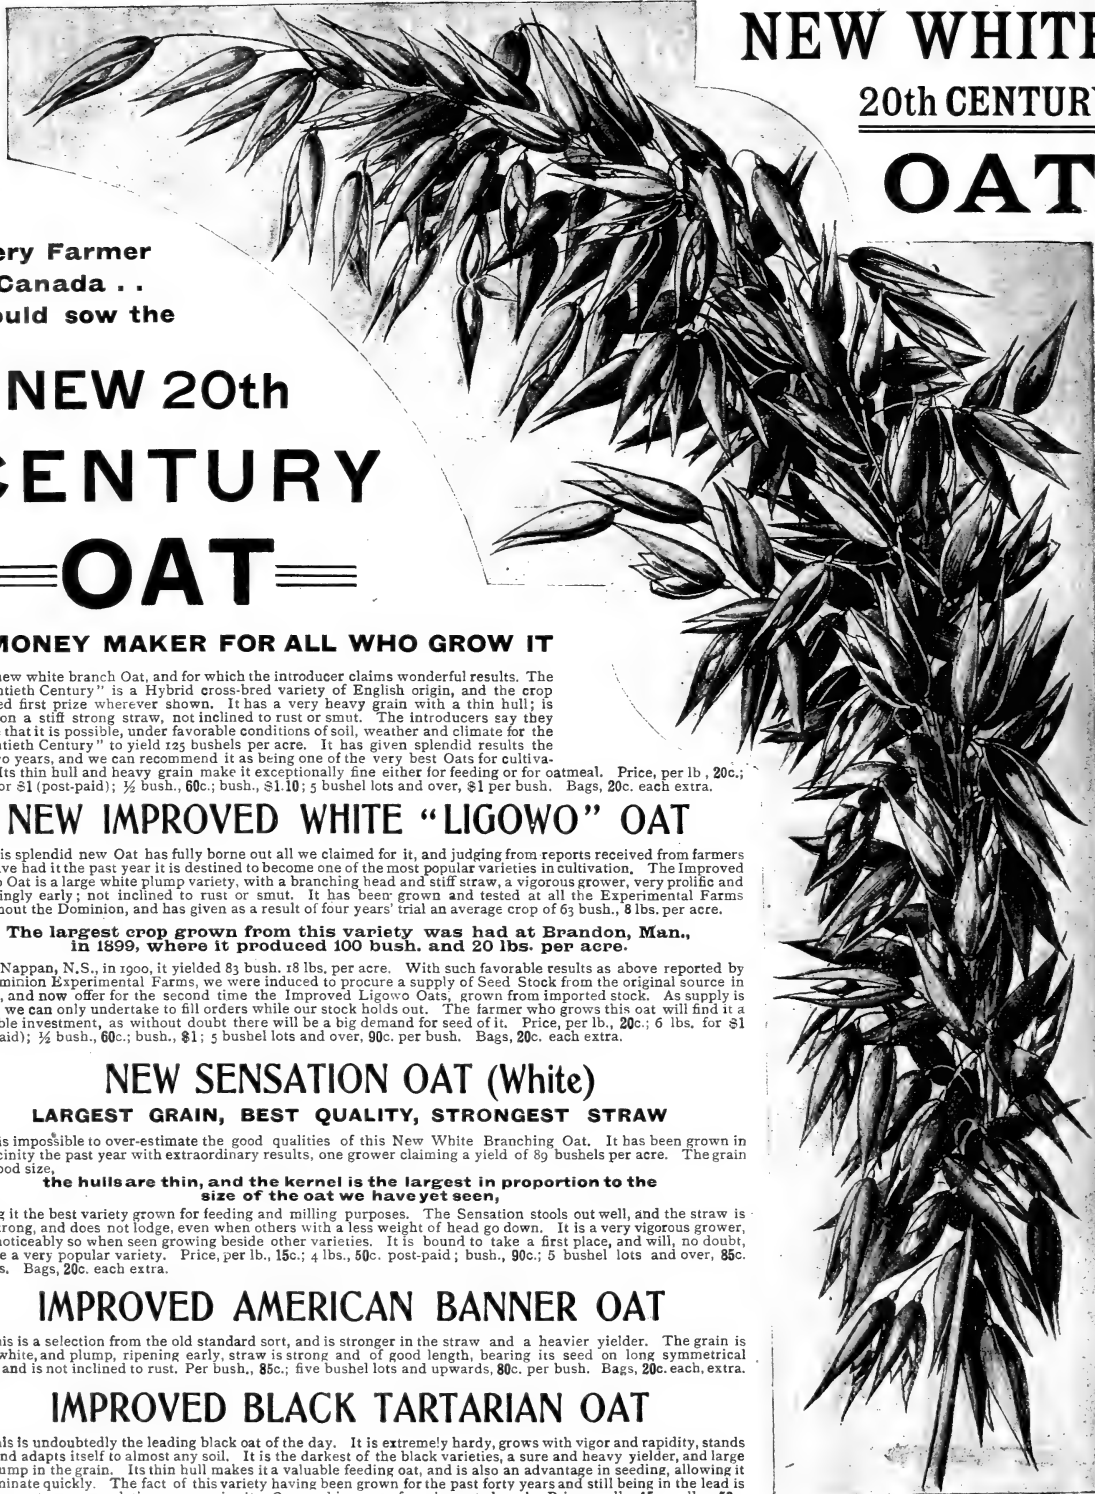 NEW WHITE
20th CENTURY
OAT
ery Farmer
Canada . .
ould sow the
NEW 20th
CENTURY
OAT
MONEY MAKER FOR ALL WHO GROW IT
new white branch Oat, and for which the introducer claims wonderful results. The
ntieth Century" is a Hybrid cross-bred variety of English origin, and the crop
ed first prize wherever shown. It has a very heavy grain with a thin hull; is
on a stiff strong straw, not inclined to rust or smut. The introducers say they
that it is possible, under favorable conditions of soil, weather and climate for the
ntieth Century" to yield 125 bushels per acre. It has given splendid results the
o years, and we can recommend it as being one of the very best Oats for cultiva-
Its thin hull and heavy grain make it exceptionally fine either for feeding or for oatmeal. Price, per lb , 20c.;
or $1 (post-paid); ½ bush., 60c.; bush., $1.10; 5 bushel lots and over, $1 per bush. Bags, 20c. each extra.
NEW IMPROVED WHITE “LIGOWO” OAT
is splendid new Oat has fully borne out all we claimed for it, and judging from reports received from farmers
ve had it the past year it is destined to become one of the most popular varieties in cultivation. The Improved
o Oat is a large white plump variety, with a branching head and stiff straw, a vigorous grower, very prolific and
ingly early; not inclined to rust or smut. It has been grown and tested at all the Experimental Farms
hout the Dominion, and has given as a result of four years' trial an average crop of 63 bush., 8 lbs. per acre.
The largest crop grown from this variety was had at Brandon, Man.,
in 1899, where it produced 100 bush. and 20 lbs. per acre.
Nappan, N.S., in 1900, it yielded 83 bush. 18 lbs. per acre. With such favorable results as above reported by
minion Experimental Farms, we were induced to procure a supply of Seed Stock from the original source in
, and now offer for the second time the Improved Ligowo Oats, grown from imported stock. As supply is
we can only undertake to fill orders while our stock holds out. The farmer who grows this oat will find it a
ble investment, as without doubt there will be a big demand for seed of it. Price, per lb., 20c.; 6 lbs. for $1
aid); ½ bush., 60c.; bush., $1; 5 bushel lots and over, 90c. per bush. Bags, 20c. each extra.
NEW SENSATION OAT (White)
LARGEST GRAIN, BEST QUALITY, STRONGEST STRAW
is impossible to over-estimate the good qualities of this New White Branching Oat. It has been grown in
cinity the past year with extraordinary results, one grower claiming a yield of 89 bushels per acre. The grain
ood size,
the hulls are thin, and the kernel is the largest in proportion to the
size of the oat we have yet seen,
g it the best variety grown for feeding and milling purposes. The Sensation stools out well, and the straw is
rong, and does not lodge, even when others with a less weight of head go down. It is a very vigorous grower,
noticeably so when seen growing beside other varieties. It is bound to take a first place, and will, no doubt,
e a very popular variety. Price, per lb., 15c.; 4 lbs., 50c. post-paid; bush., 90c.; 5 bushel lots and over, 85c.
s. Bags, 20c. each extra.
IMPROVED AMERICAN BANNER OAT
his is a selection from the old standard sort, and is stronger in the straw and a heavier yielder. The grain is
white, and plump, ripening early, straw is strong and of good length, bearing its seed on long symmetrical
and is not inclined to rust. Per bush., 85c.; five bushel lots and upwards, 80c. per bush. Bags, 20c. each, extra.
IMPROVED BLACK TARTARIAN OAT
his is undoubtedly the leading black oat of the day. It is extremely hardy, grows with vigor and rapidity, stands
nd adapts itself to almost any soil. It is the darkest of the black varieties, a sure and heavy yielder, and large
ump in the grain. Its thin hull makes it a valuable feeding oat, and is also an advantage in seeding, allowing it
minate quickly. The fact of this variety having been grown for the past forty years and still being in the lead is